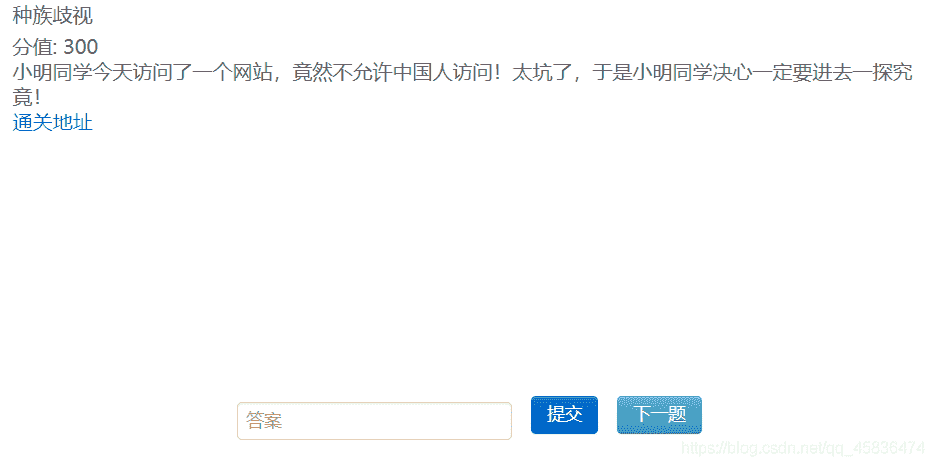 种族歧视
分值: 300
小明同学今天访问了一个网站，竟然不允许中国人访问！太坑了，于是小明同学决心一定要进去一探究
竟！
通关地址
答案
提交
下一题
https://blog.csdn.net/qq_45836474